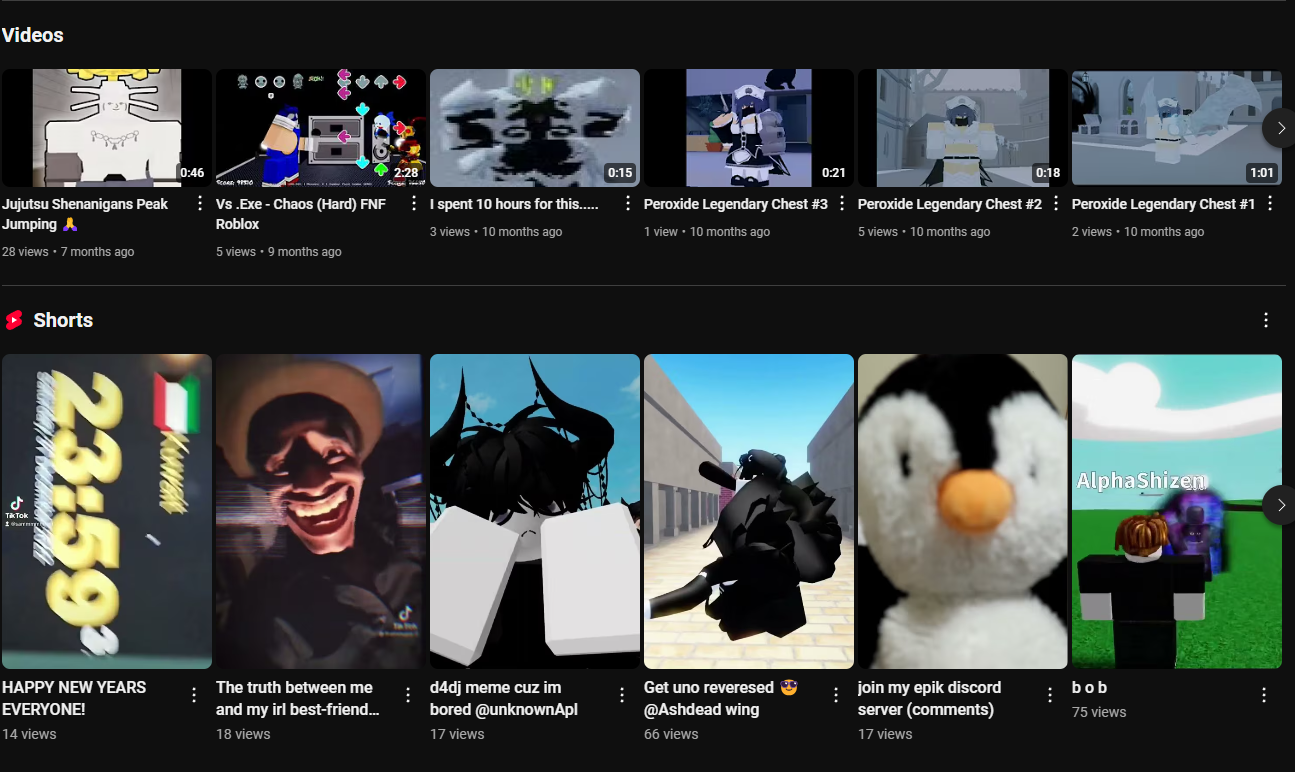 Videos
0:46
2:28
0:15
0:21
0:18
1:01
Jujutsu Shenanigans Peak
Jumping 🙏
28 views • 7 months ago
Vs .Exe - Chaos (Hard) FNF
Roblox
5 views • 9 months ago
I spent 10 hours for this.....
3 views • 10 months ago
Peroxide Legendary Chest #3
1 view • 10 months ago
Peroxide Legendary Chest #2
5 views • 10 months ago
Peroxide Legendary Chest #1
2 views • 10 months ago
Shorts
23:59
TikTok
AlphaShizen
HAPPY NEW YEARS
EVERYONE!
14 views
The truth between me
and my irl best-friend...
18 views
d4dj meme cuz im
bored @unknownApl
17 views
Get uno reveresed 😎
@Ashdead wing
66 views
join my epik discord
server (comments)
17 views
b o b
75 views